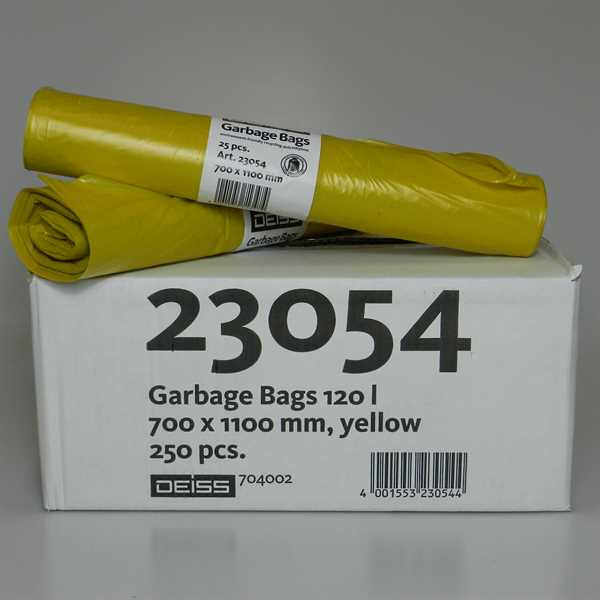 Garbage Bags
25 pcs.
Art. 23054
700 x 1100 mm
DEISS
Garbage Bags
23054
Garbage Bags 120 l
700 x 1100 mm, yellow
250 pcs.
DEISS 704002
4 001553 230544